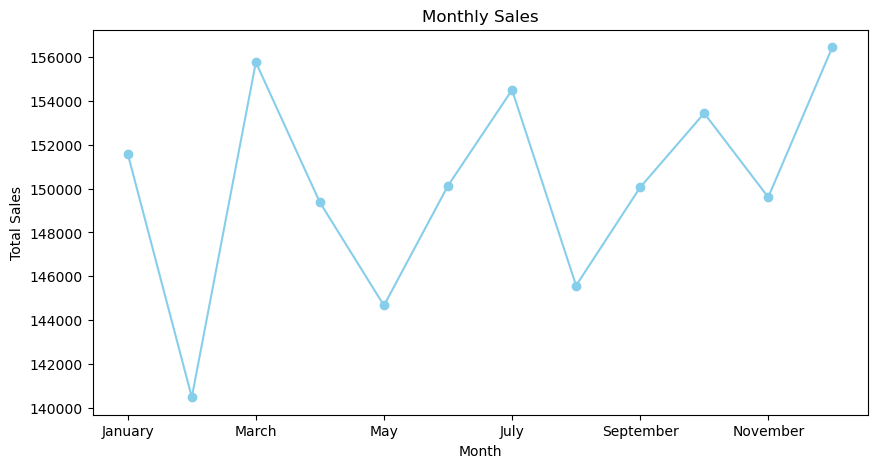 Monthly Sales
156000
154000
152000
150000
148000
146000
144000
142000
140000
Total Sales
January March May July September November
Month